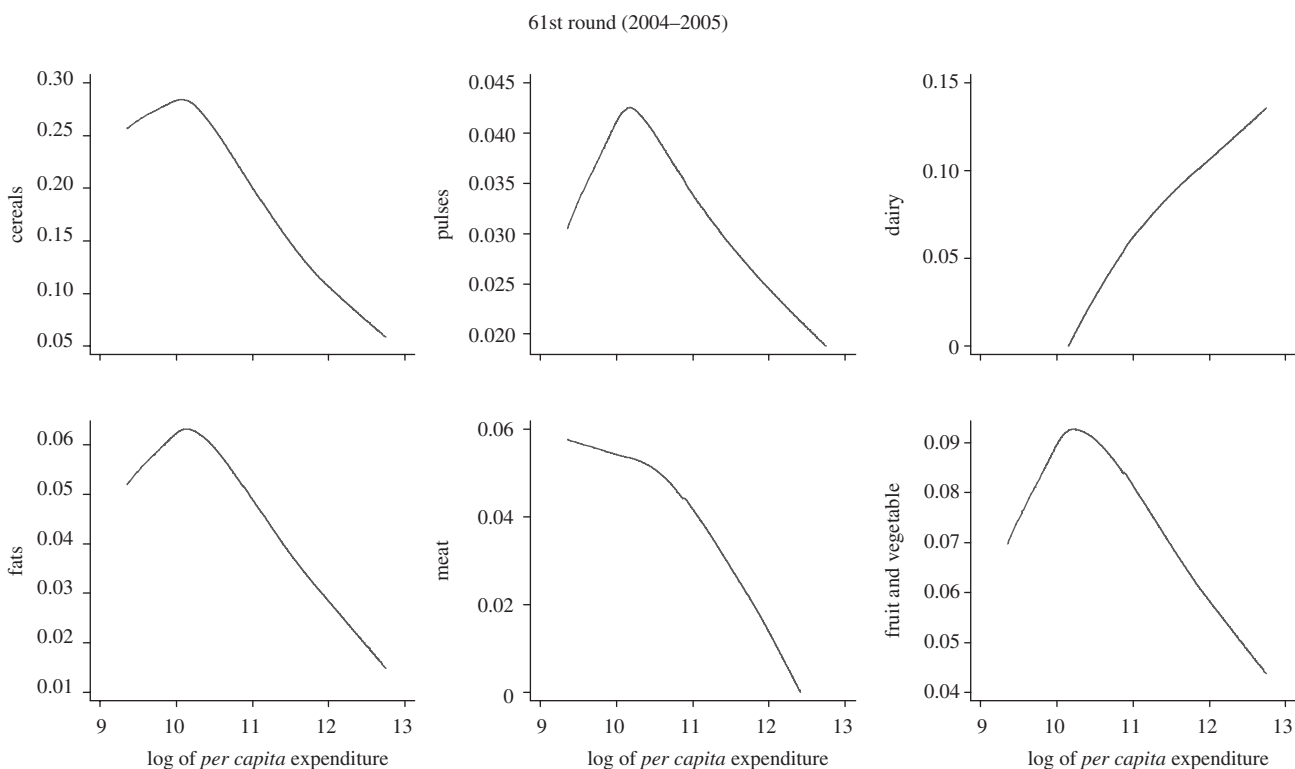 61st round (2004–2005)
cereals
0.30
0.25
0.20
0.15
0.10
0.05
pulses
0.045
0.040
0.035
0.030
0.025
0.020
dairy
0.15
0.10
0.05
0
fats
0.06
0.05
0.04
0.03
0.02
0.01
9 10 11 12 13
log of per capita expenditure
meat
0.06
0.04
0.02
0
9 10 11 12 13
log of per capita expenditure
fruit and vegetable
0.09
0.08
0.07
0.06
0.05
0.04
9 10 11 12 13
log of per capita expenditure